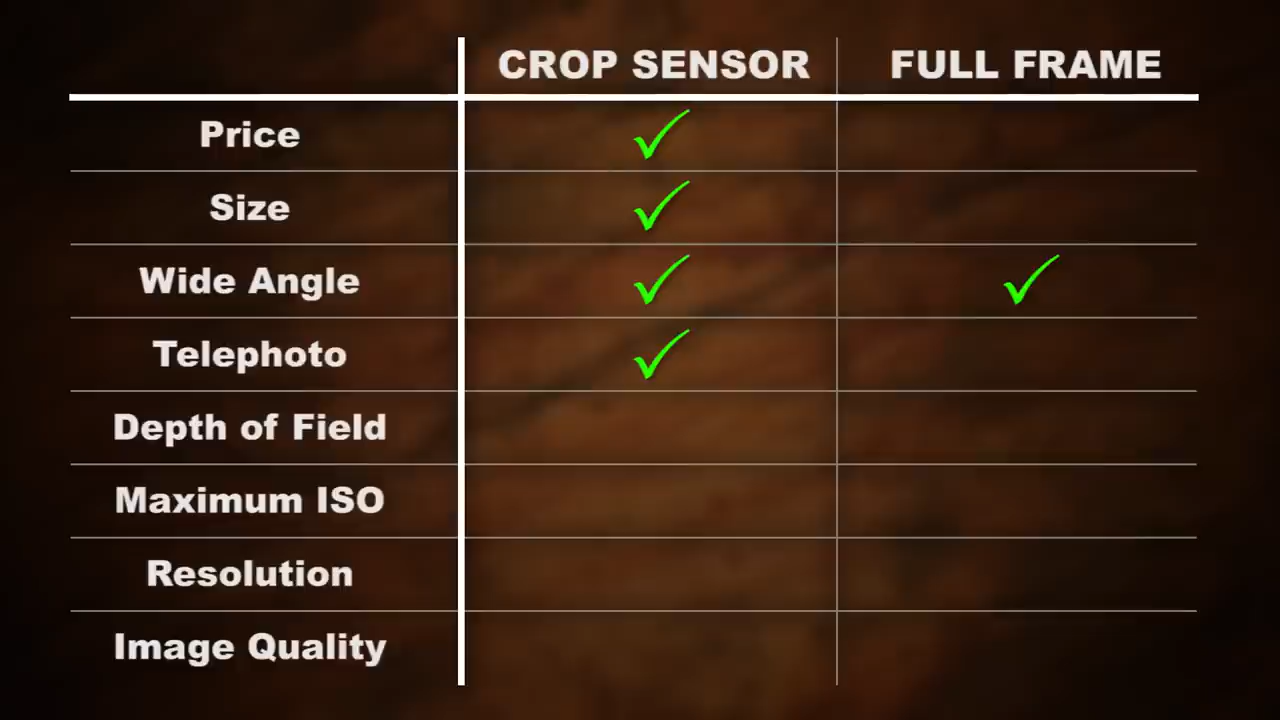 CROP SENSOR FULL FRAME
Price ✓
Size ✓
Wide Angle ✓ ✓
Telephoto ✓
Depth of Field
Maximum ISO
Resolution
Image Quality